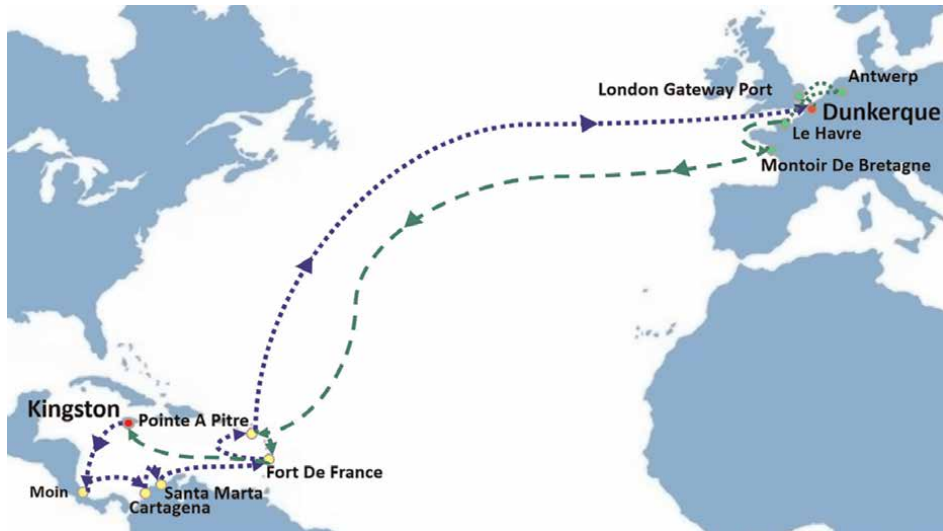 London Gateway Port
Antwerp
Dunkerque
Le Havre
Montoir De Bretagne
Kingston
Pointe A Pitre
Fort De France
Moin
Santa Marta
Cartagena